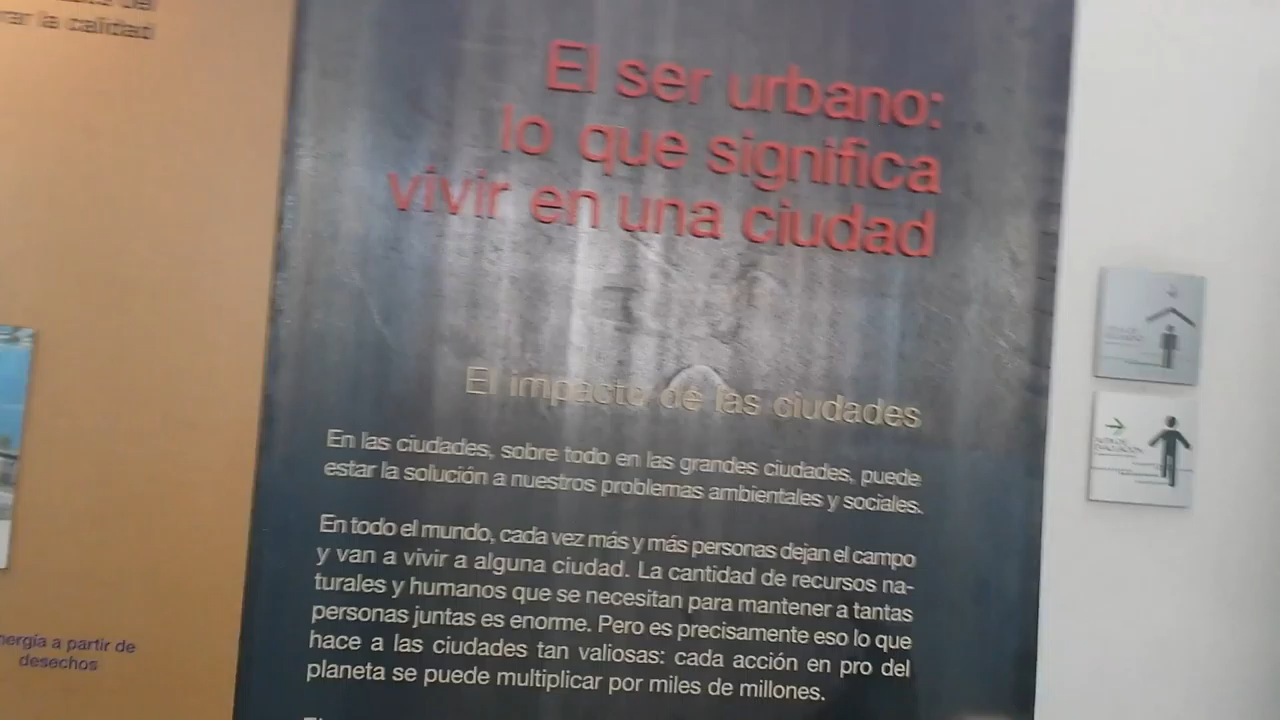 rar la calidad
El ser urbano:
lo que significa
vivir en una ciudad
El impacto de las ciudades
En las ciudades, sobre todo en las grandes ciudades, puede
estar la solución a nuestros problemas ambientales y sociales.
En todo el mundo, cada vez más y más personas dejan el campo
y van a vivir a alguna ciudad. La cantidad de recursos na-
turales y humanos que se necesitan para mantener a tantas
personas juntas es enorme. Pero es precisamente eso lo que
hace a las ciudades tan valiosas: cada acción en pro del
planeta se puede multiplicar por miles de millones.
nergía a partir de
desechos
RUTA DE
EVACUACIÓN